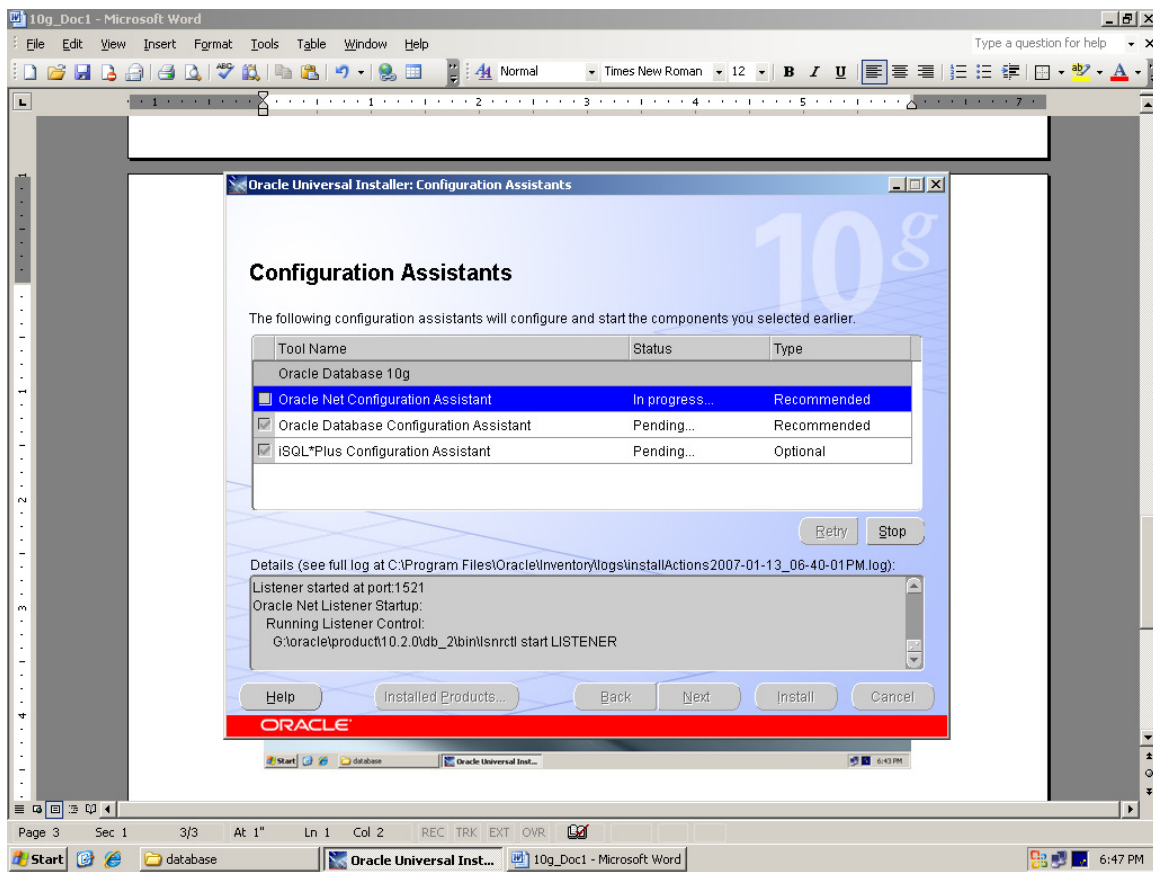 10g_Doc1 - Microsoft Word
File Edit View Insert Format Tools Table Window Help Type a question for help
Normal Times New Roman 12 B I U A
1 1 2 3 4 5 7
Oracle Universal Installer: Configuration Assistants
10g
Configuration Assistants
The following configuration assistants will configure and start the components you selected earlier.
Tool Name Status Type
Oracle Database 10g
Oracle Net Configuration Assistant In progress... Recommended
Oracle Database Configuration Assistant Pending... Recommended
iSQL*Plus Configuration Assistant Pending... Optional
Retry Stop
Details (see full log at C:\Program Files\Oracle\Inventory\logs\installActions2007-01-13_06-40-01PM.log):
Listener started at port:1521
Oracle Net Listener Startup:
Running Listener Control:
G:\oracle\product\10.2.0\db_2\bin\lsnrctl start LISTENER
Help Installed Products... Back Next Install Cancel
ORACLE
Start database Oracle Universal Inst... 6:43 PM
Page 3 Sec 1 3/3 At 1" Ln 1 Col 2 REC TRK EXT OVR
Start database Oracle Universal Inst... 10g_Doc1 - Microsoft Word 6:47 PM